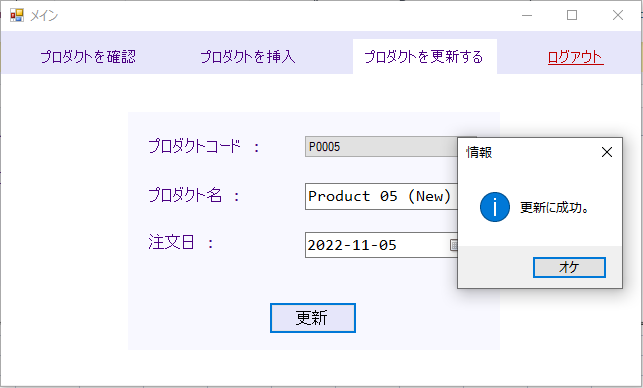 メイン
プロダクトを確認 プロダクトを挿入 プロダクトを更新する ログアウト
プロダクトコード : P0005
プロダクト名 : Product 05 (New)
注文日 : 2022-11-05
更新
情報
更新に成功。
オケ